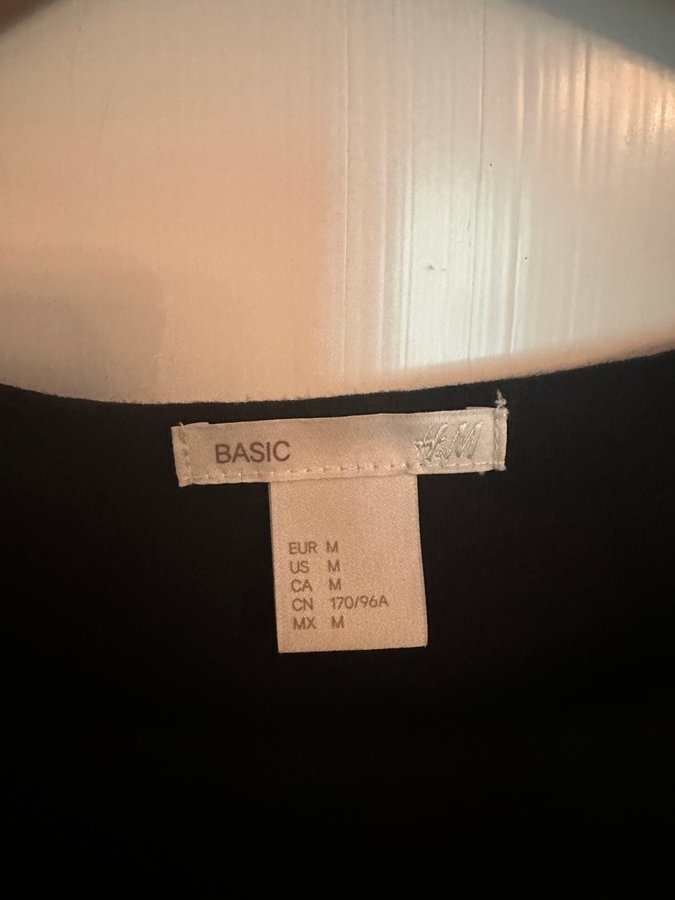 BASIC H&M
EUR M
US M
CA M
CN 170/96A
MX M